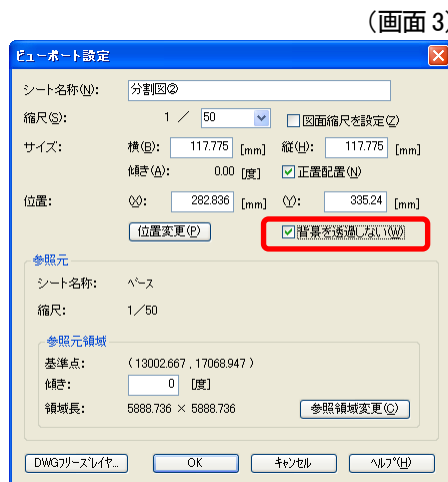 (画面 3)
ビューポート設定
シート名称(N): 分割図②
縮尺(S): 1 / 50 図面縮尺を設定(Z)
サイズ: 横(B): 117.775 [mm] 縦(H): 117.775 [mm]
傾き(A): 0.00 [度] 正置配置(N)
位置: (X): 282.836 [mm] (Y): 335.24 [mm]
位置変更(P) 背景を透過しない(W)
参照元
シート名称: ベース
縮尺: 1/50
参照元領域
基準点: ( 13002.667 , 17068.947 )
傾き: 0 [度]
領域長: 5888.736 × 5888.736 参照領域変更(C)
DWGフリーズレイヤ... OK キャンセル ヘルプ(H)